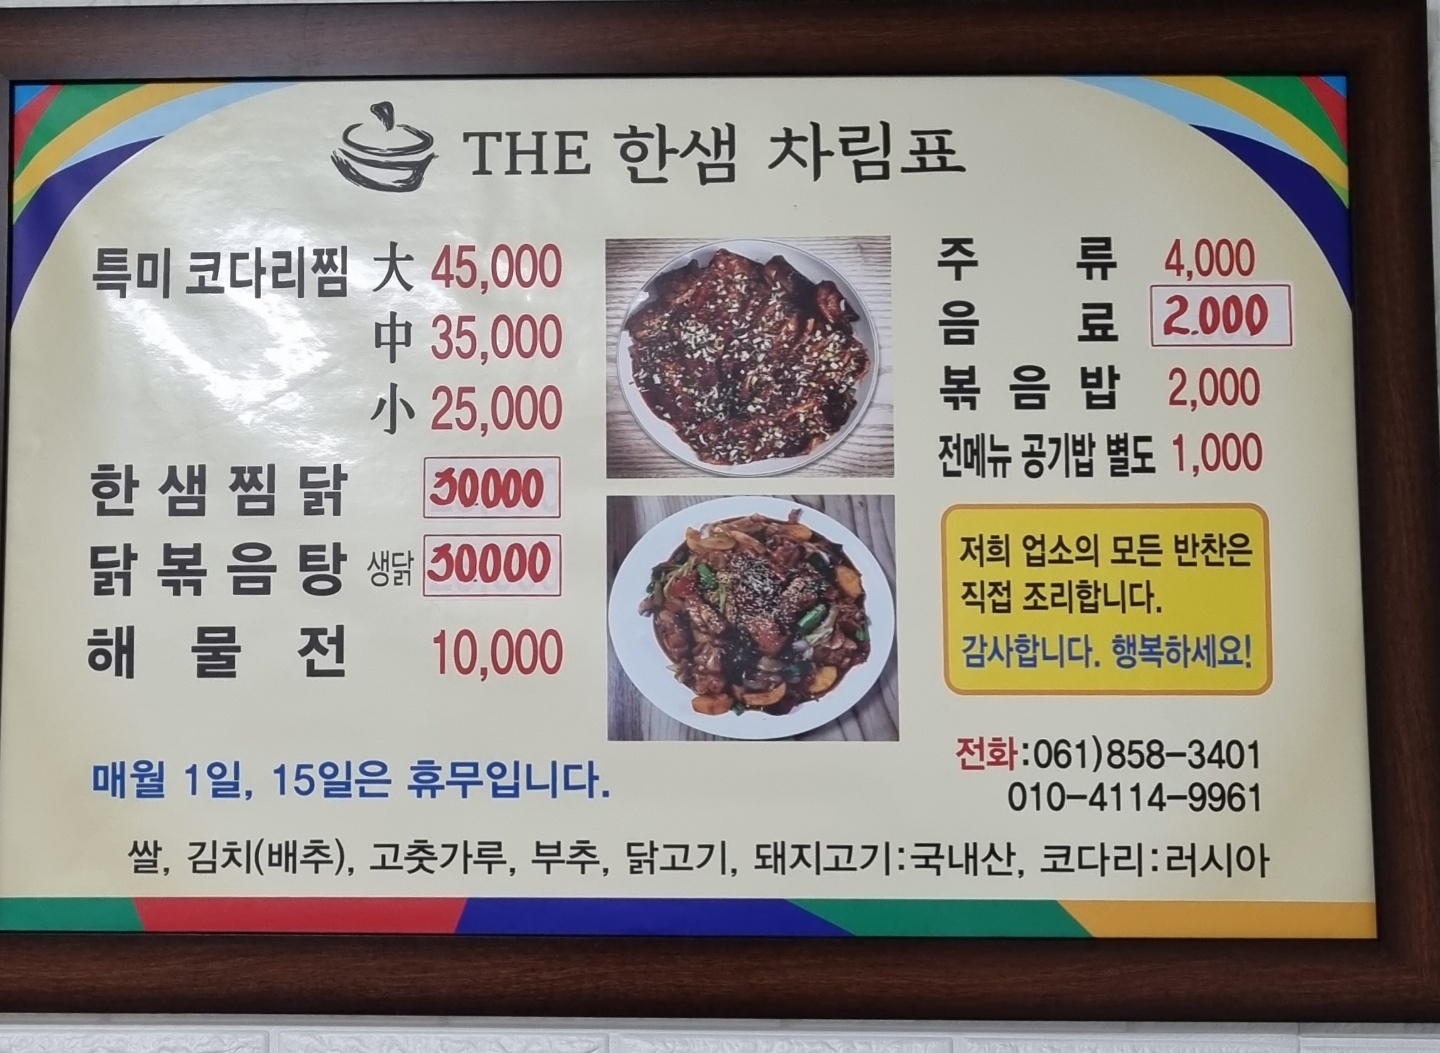 THE 한샘 차림표
특미 코다리찜 大 45,000
中 35,000
小 25,000
한샘찜닭 30.000
닭볶음탕 생닭 30.000
해물전 10,000
주류 4,000
음료 2.000
볶음밥 2,000
전메뉴 공기밥 별도 1,000
저희 업소의 모든 반찬은
직접 조리합니다.
감사합니다. 행복하세요!
매월 1일, 15일은 휴무입니다.
전화:061)858-3401
010-4114-9961
쌀, 김치(배추), 고춧가루, 부추, 닭고기, 돼지고기:국내산, 코다리:러시아